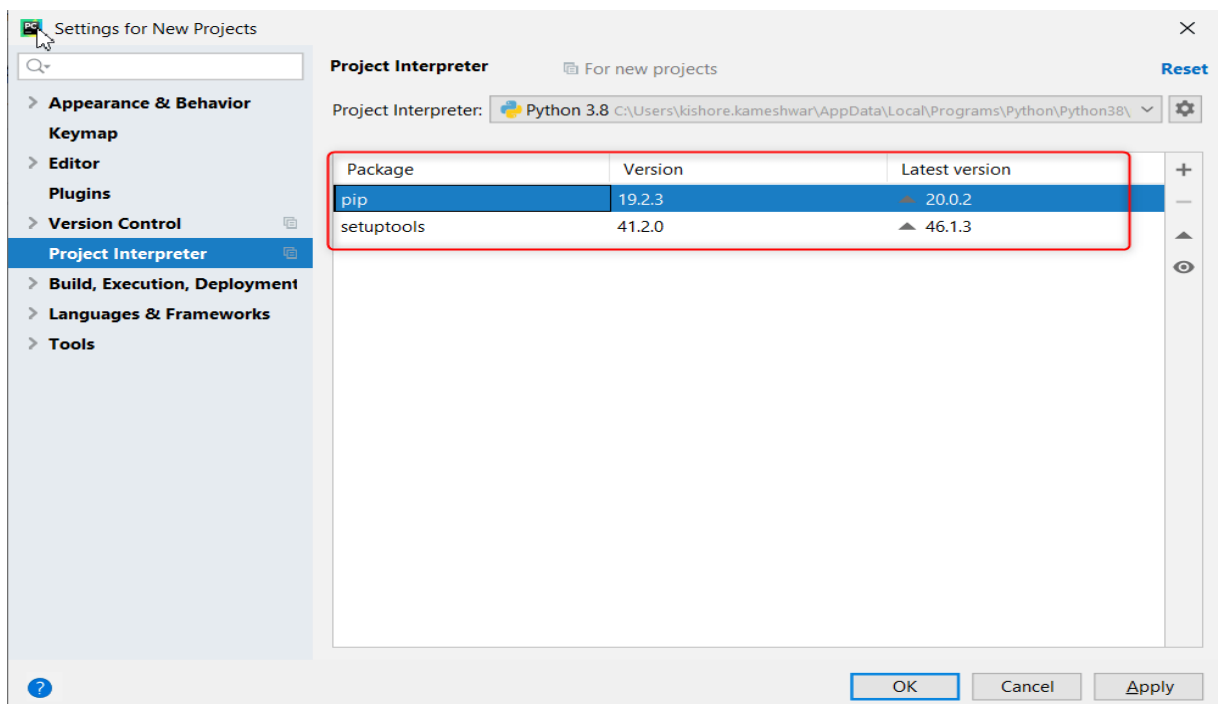 PC Settings for New Projects
Project Interpreter For new projects Reset
Appearance & Behavior
Keymap
Editor
Plugins
Version Control
Project Interpreter
Build, Execution, Deployment
Languages & Frameworks
Tools
Project Interpreter: Python 3.8 C:\Users\kishore.kameshwar\AppData\Local\Programs\Python\Python38\
Package Version Latest version
pip 19.2.3 20.0.2
setuptools 41.2.0 46.1.3
? OK Cancel Apply